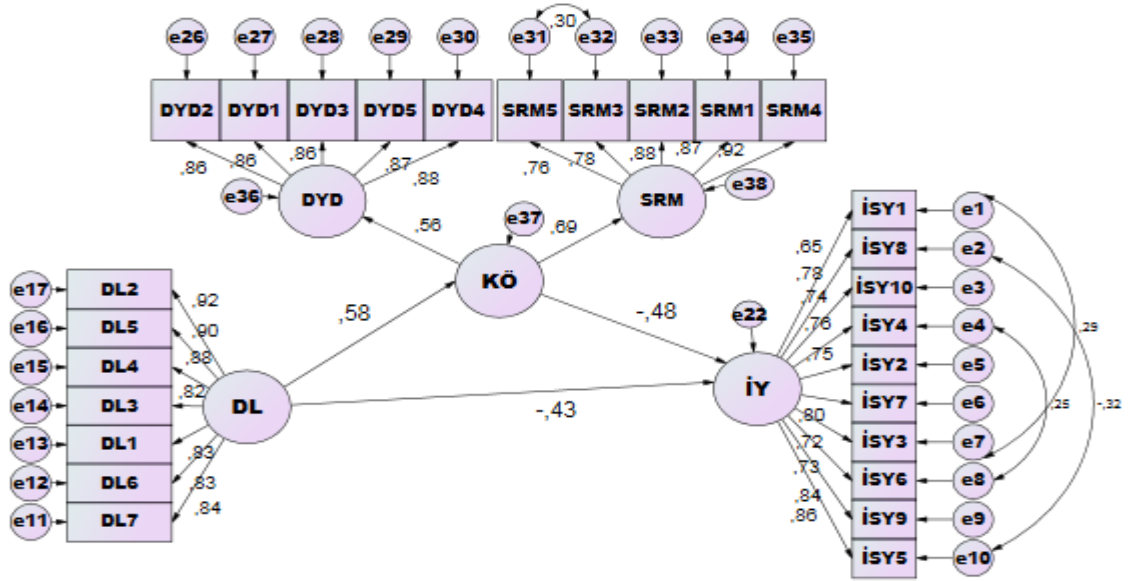 e26 e27 e28 e29 e30 e31 ,30 e32 e33 e34 e35
DYD2 DYD1 DYD3 DYD5 DYD4 SRM5 SRM3 SRM2 SRM1 SRM4
,86 ,86 ,86 ,87 ,88 ,76 ,78 ,88 ,87 ,92
e36 DYD SRM e38
,56 e37 ,69
KÖ
,58 -,48
e22
DL -,43 İY
e17 DL2 ,92
e16 DL5 ,90
e15 DL4 ,88
e14 DL3 ,82
e13 DL1
,93
e12 DL6 ,83
e11 DL7 ,84
,65 İSY1 e1
,78 İSY8 e2
,74 İSY10 e3
,76 İSY4 e4
,75 İSY2 e5
İSY7 e6
,80 İSY3 e7
,72 İSY6 e8
,73
,84 İSY9 e9
,86 İSY5 e10
,25 -,32